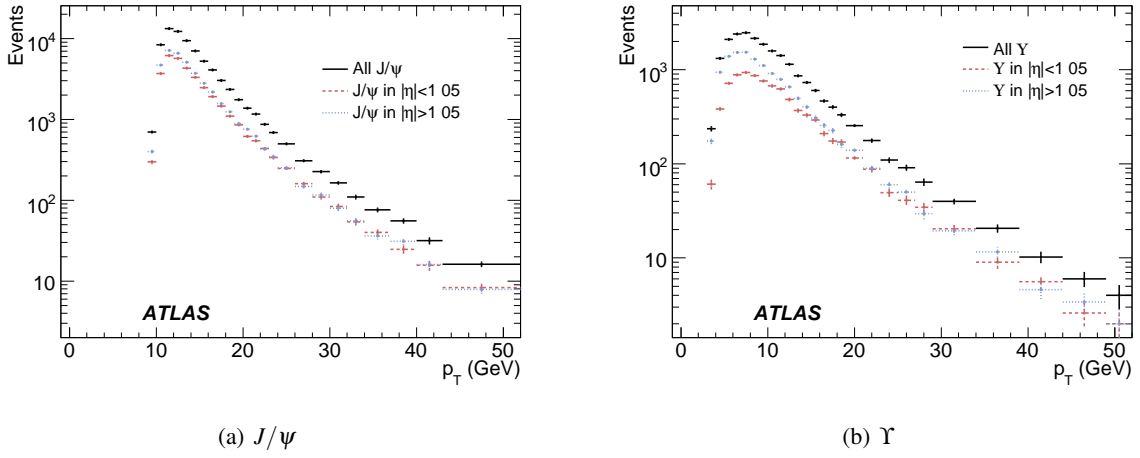 Events
10⁴
10³
10²
10
All J/ψ
J/ψ in |η|<1 05
J/ψ in |η|>1 05
ATLAS
0 10 20 30 40 50
p_T (GeV)
(a) J/ψ
Events
10³
10²
10
All ϒ
ϒ in |η|<1 05
ϒ in |η|>1 05
ATLAS
0 10 20 30 40 50
p_T (GeV)
(b) ϒ